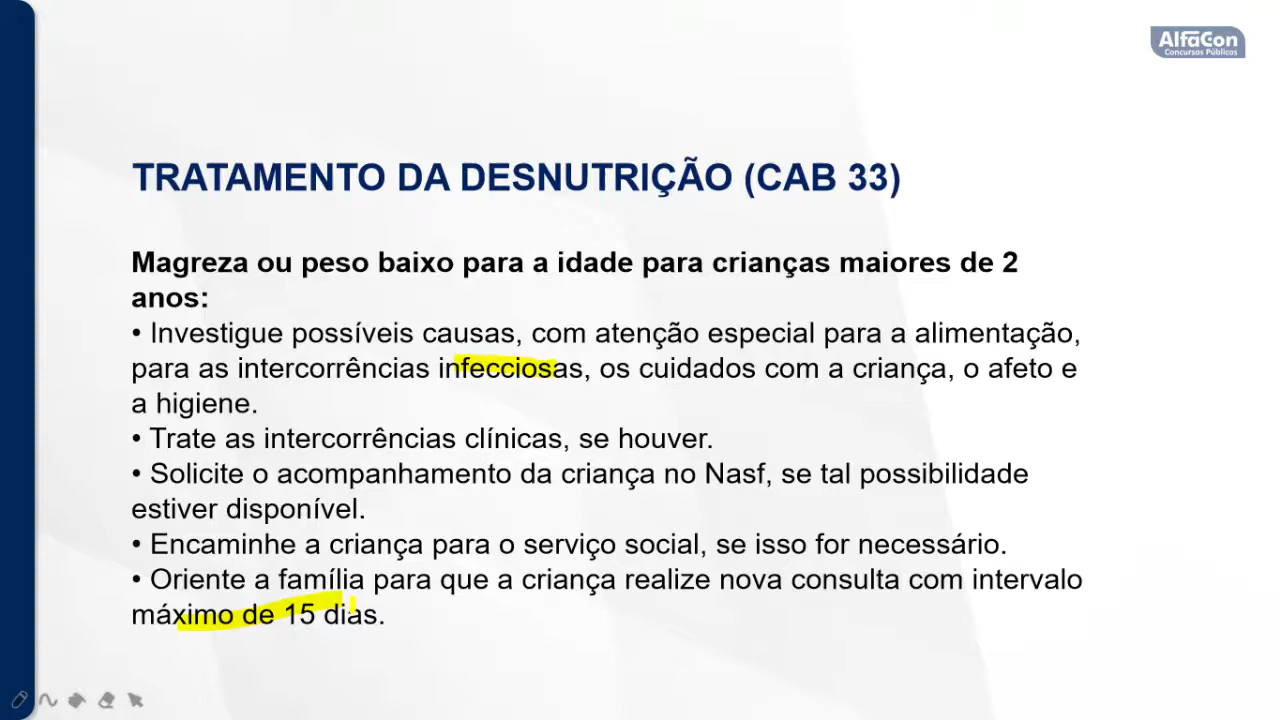 AlfaCon
Concursos Públicos
TRATAMENTO DA DESNUTRIÇÃO (CAB 33)
Magreza ou peso baixo para a idade para crianças maiores de 2
anos:
• Investigue possíveis causas, com atenção especial para a alimentação,
para as intercorrências infecciosas, os cuidados com a criança, o afeto e
a higiene.
• Trate as intercorrências clínicas, se houver.
• Solicite o acompanhamento da criança no Nasf, se tal possibilidade
estiver disponível.
• Encaminhe a criança para o serviço social, se isso for necessário.
• Oriente a família para que a criança realize nova consulta com intervalo
máximo de 15 dias.